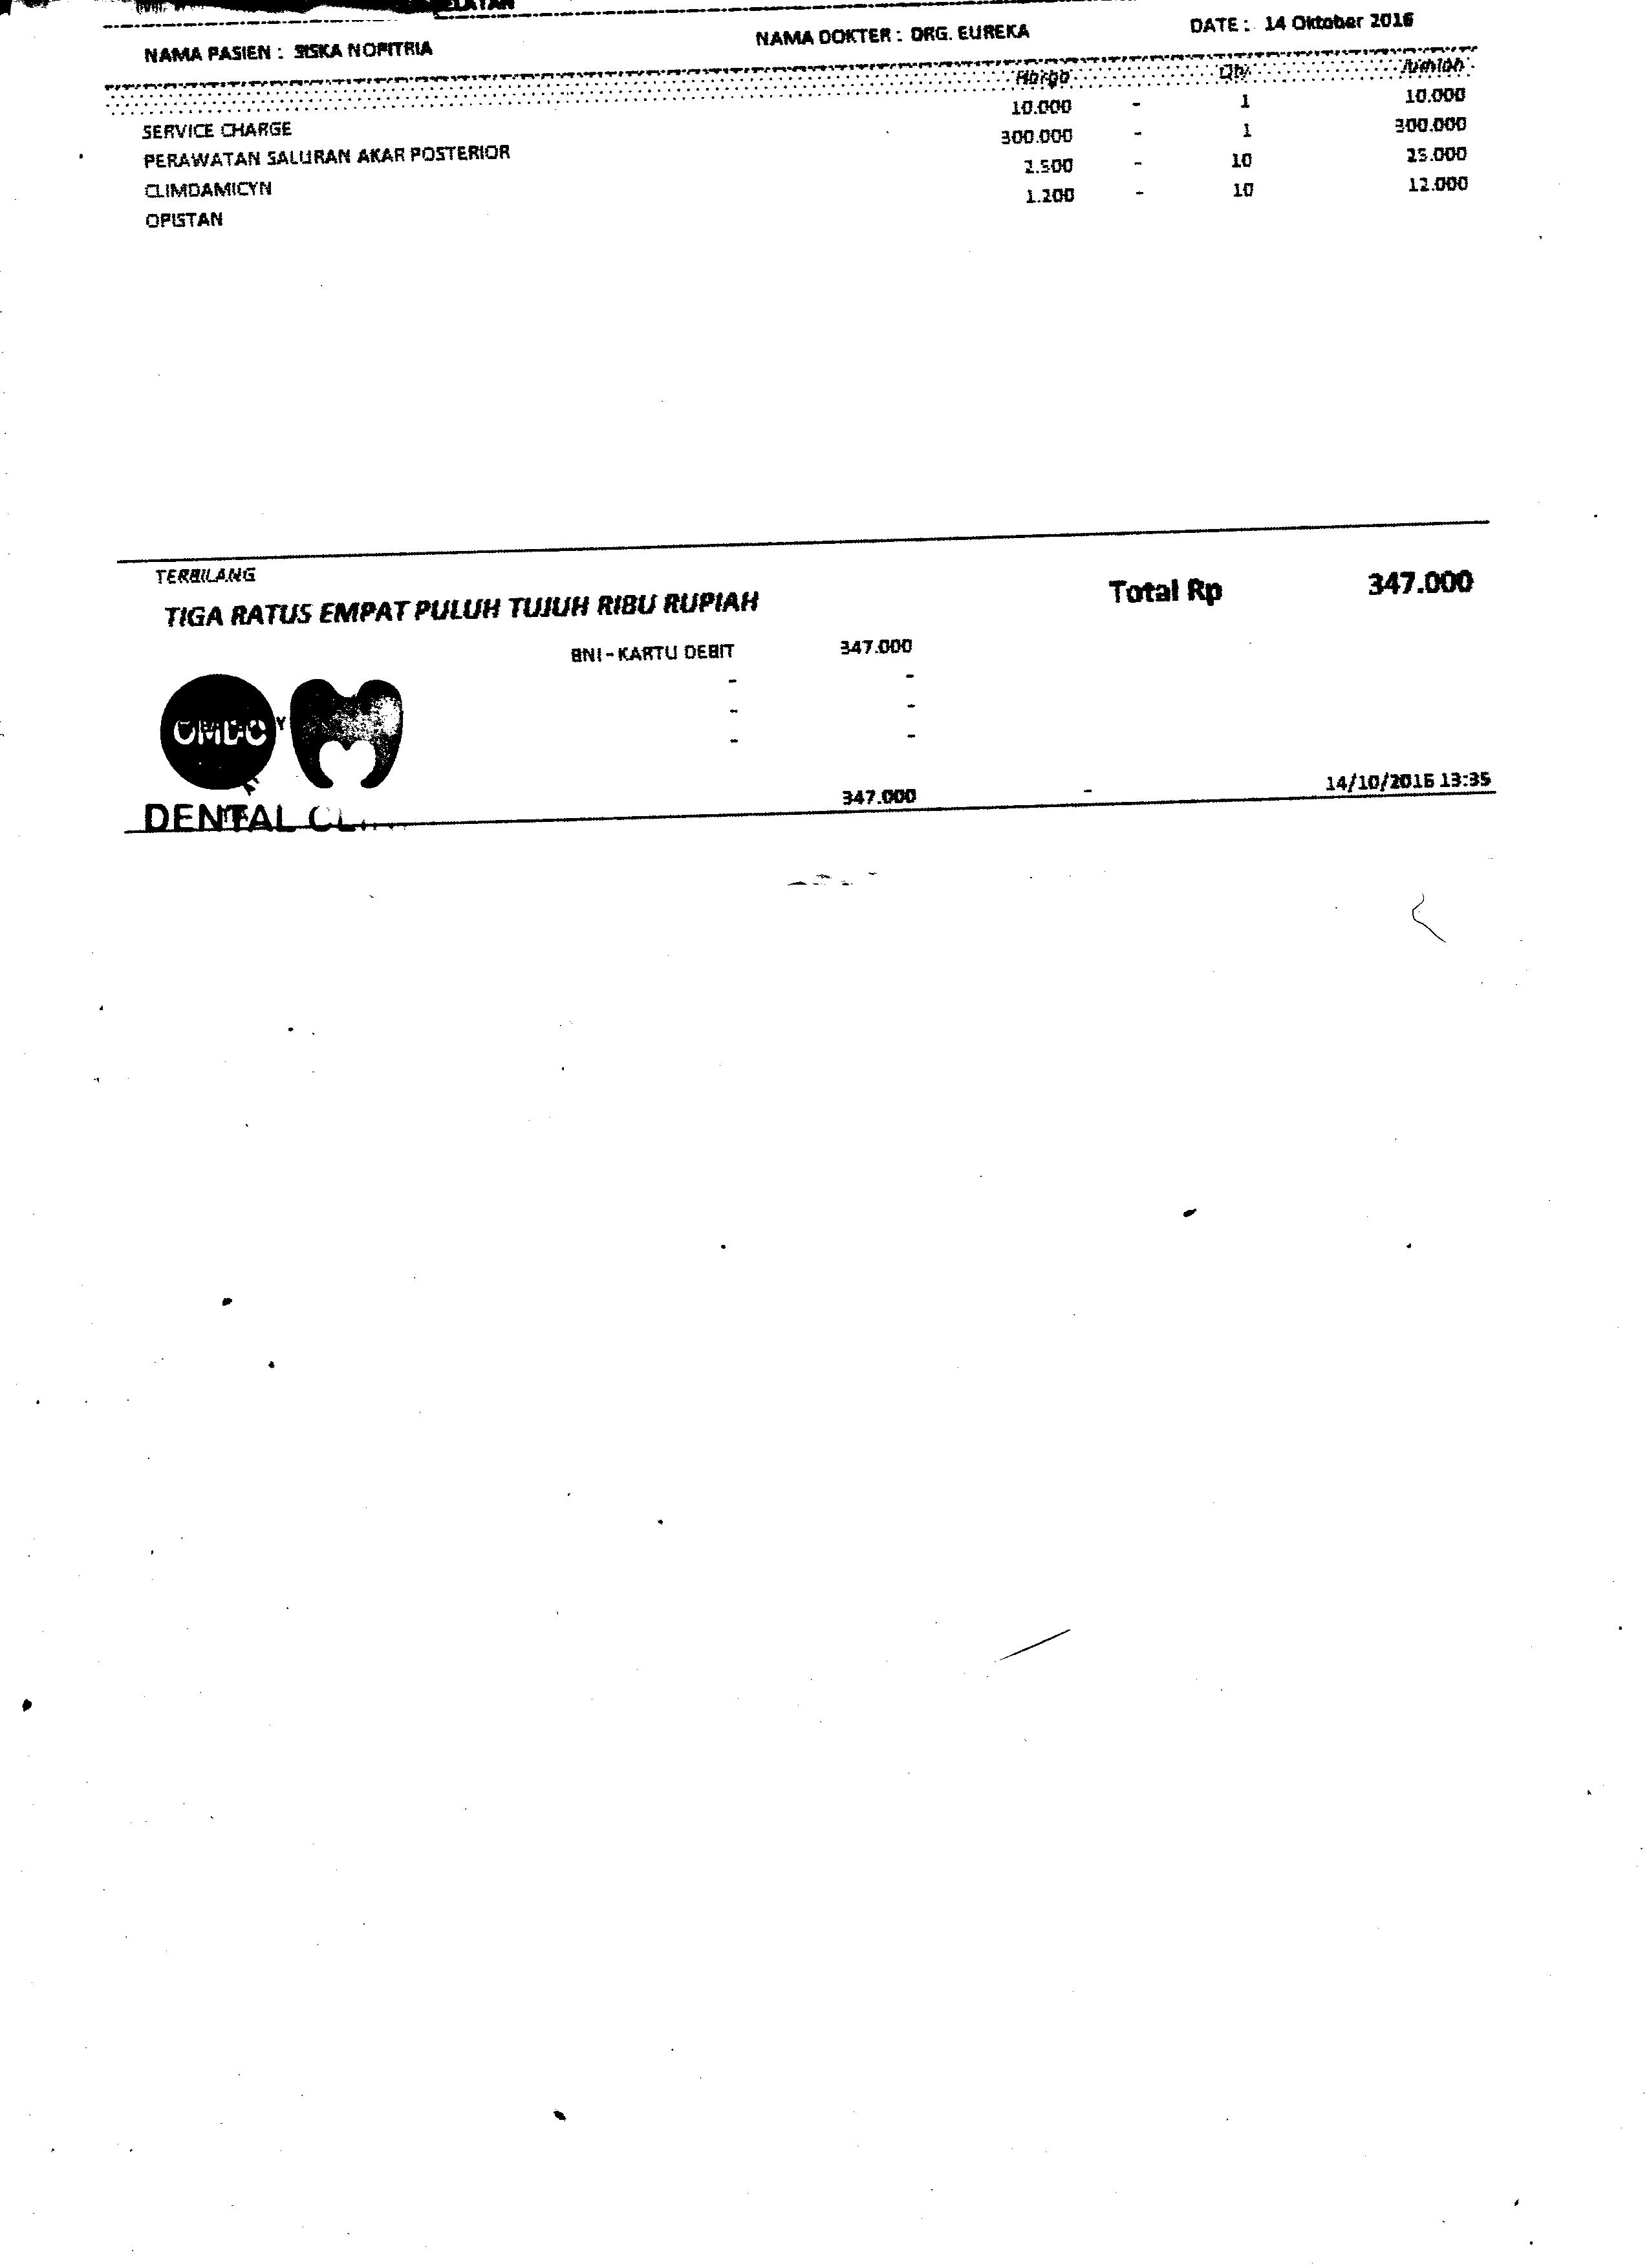 ELATAN
NAMA PASIEN : SISKA NOPITRIA NAMA DOKTER : DRG. EUREKA DATE : 14 Oktober 2016
Harga Qty Jumlah
SERVICE CHARGE 10.000 - 1 10.000
PERAWATAN SALURAN AKAR POSTERIOR 300.000 - 1 300.000
CLIMDAMICYN 2.500 - 10 25.000
OPISTAN 1.200 - 10 12.000
TERBILANG
TIGA RATUS EMPAT PULUH TUJUH RIBU RUPIAH Total Rp 347.000
BNI - KARTU DEBIT 347.000
- -
- -
- -
OMDC
347.000 - 14/10/2016 13:35
DENTAL